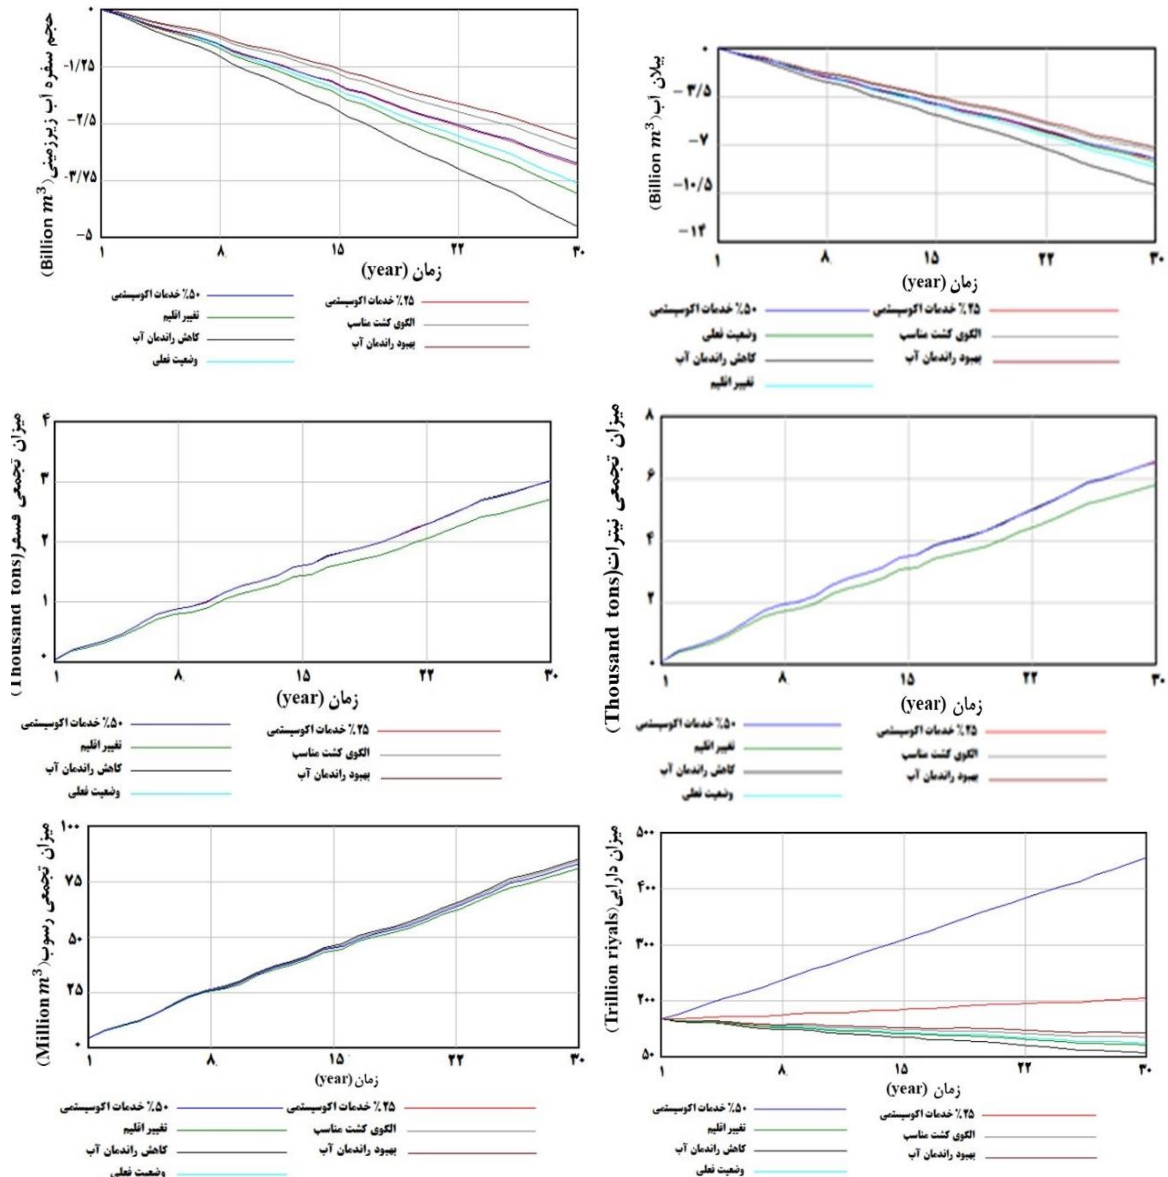 حجم سفره آب زیرزمینی (Billion m³)
۰
-۱/۲۵
-۲/۵
-۳/۷۵
-۵
۱ ۸ ۱۵ ۲۲ ۳۰
زمان (year)
۵۰٪ خدمات اکوسیستمی
تغییر اقلیم
کاهش راندمان آب
وضعیت فعلی
۲۵٪ خدمات اکوسیستمی
الگوی کشت مناسب
بهبود راندمان آب
بیلان آب (Billion m³)
۰
-۳/۵
-۷
-۱۰/۵
-۱۴
۱ ۸ ۱۵ ۲۲ ۳۰
زمان (year)
۵۰٪ خدمات اکوسیستمی
وضعیت فعلی
کاهش راندمان آب
تغییر اقلیم
۲۵٪ خدمات اکوسیستمی
الگوی کشت مناسب
بهبود راندمان آب
میزان تجمعی فسفر (Thousand tons)
۴
۳
۲
۱
۰
۱ ۸ ۱۵ ۲۲ ۳۰
زمان (year)
۵۰٪ خدمات اکوسیستمی
تغییر اقلیم
کاهش راندمان آب
وضعیت فعلی
۲۵٪ خدمات اکوسیستمی
الگوی کشت مناسب
بهبود راندمان آب
میزان تجمعی نیترات (Thousand tons)
۸
۶
۴
۲
۰
۱ ۸ ۱۵ ۲۲ ۳۰
زمان (year)
۵۰٪ خدمات اکوسیستمی
تغییر اقلیم
کاهش راندمان آب
وضعیت فعلی
۲۵٪ خدمات اکوسیستمی
الگوی کشت مناسب
بهبود راندمان آب
میزان تجمعی رسوب (Million m³)
۱۰۰
۷۵
۵۰
۲۵
۰
۱ ۸ ۱۵ ۲۲ ۳۰
زمان (year)
۵۰٪ خدمات اکوسیستمی
تغییر اقلیم
کاهش راندمان آب
وضعیت فعلی
۲۵٪ خدمات اکوسیستمی
الگوی کشت مناسب
بهبود راندمان آب
میزان دارایی (Trillion riyals)
۵۰۰
۴۰۰
۳۰۰
۲۰۰
۵۰
۱ ۸ ۱۵ ۲۲ ۳۰
زمان (year)
۵۰٪ خدمات اکوسیستمی
تغییر اقلیم
کاهش راندمان آب
وضعیت فعلی
۲۵٪ خدمات اکوسیستمی
الگوی کشت مناسب
بهبود راندمان آب